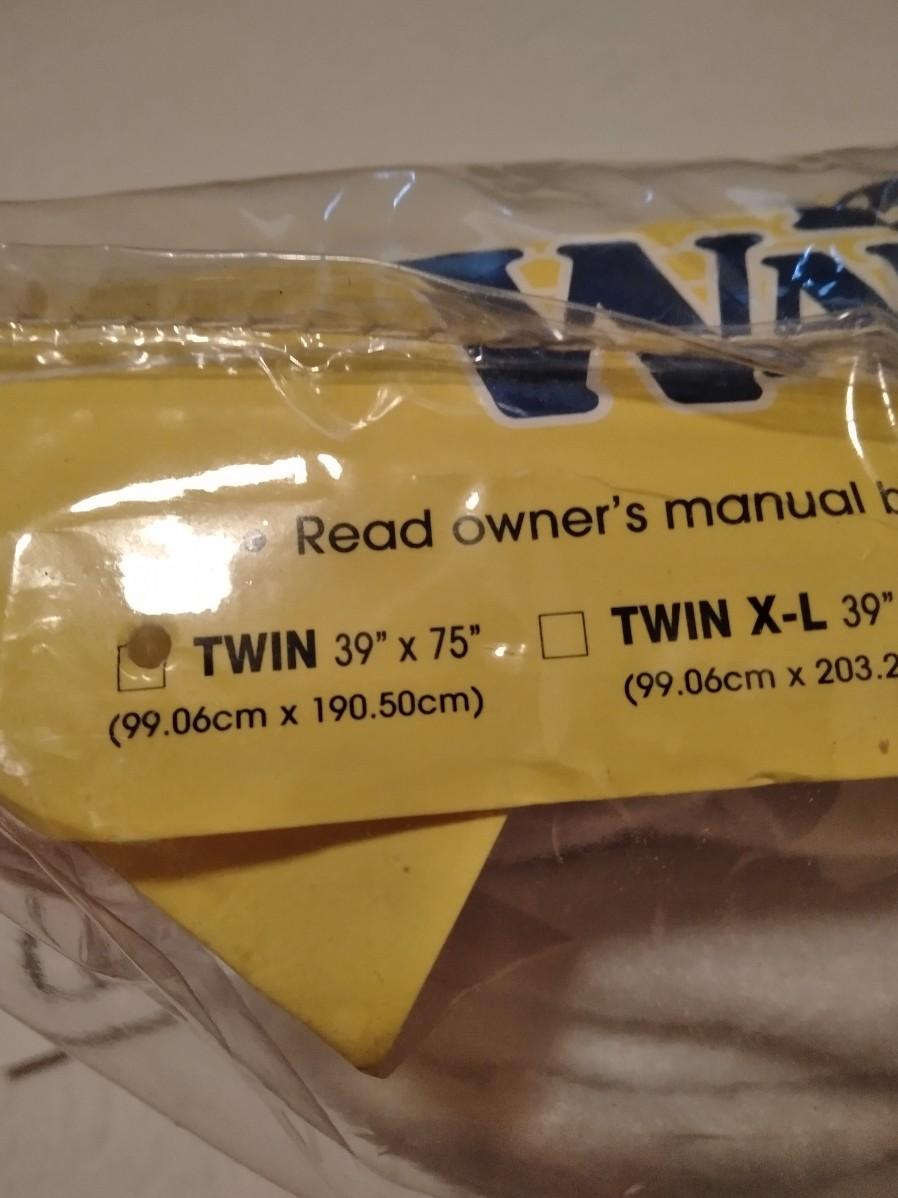 Read owner's manual
TWIN 39” x 75”
(99.06cm x 190.50cm)
TWIN X-L 39”
(99.06cm x 203.2